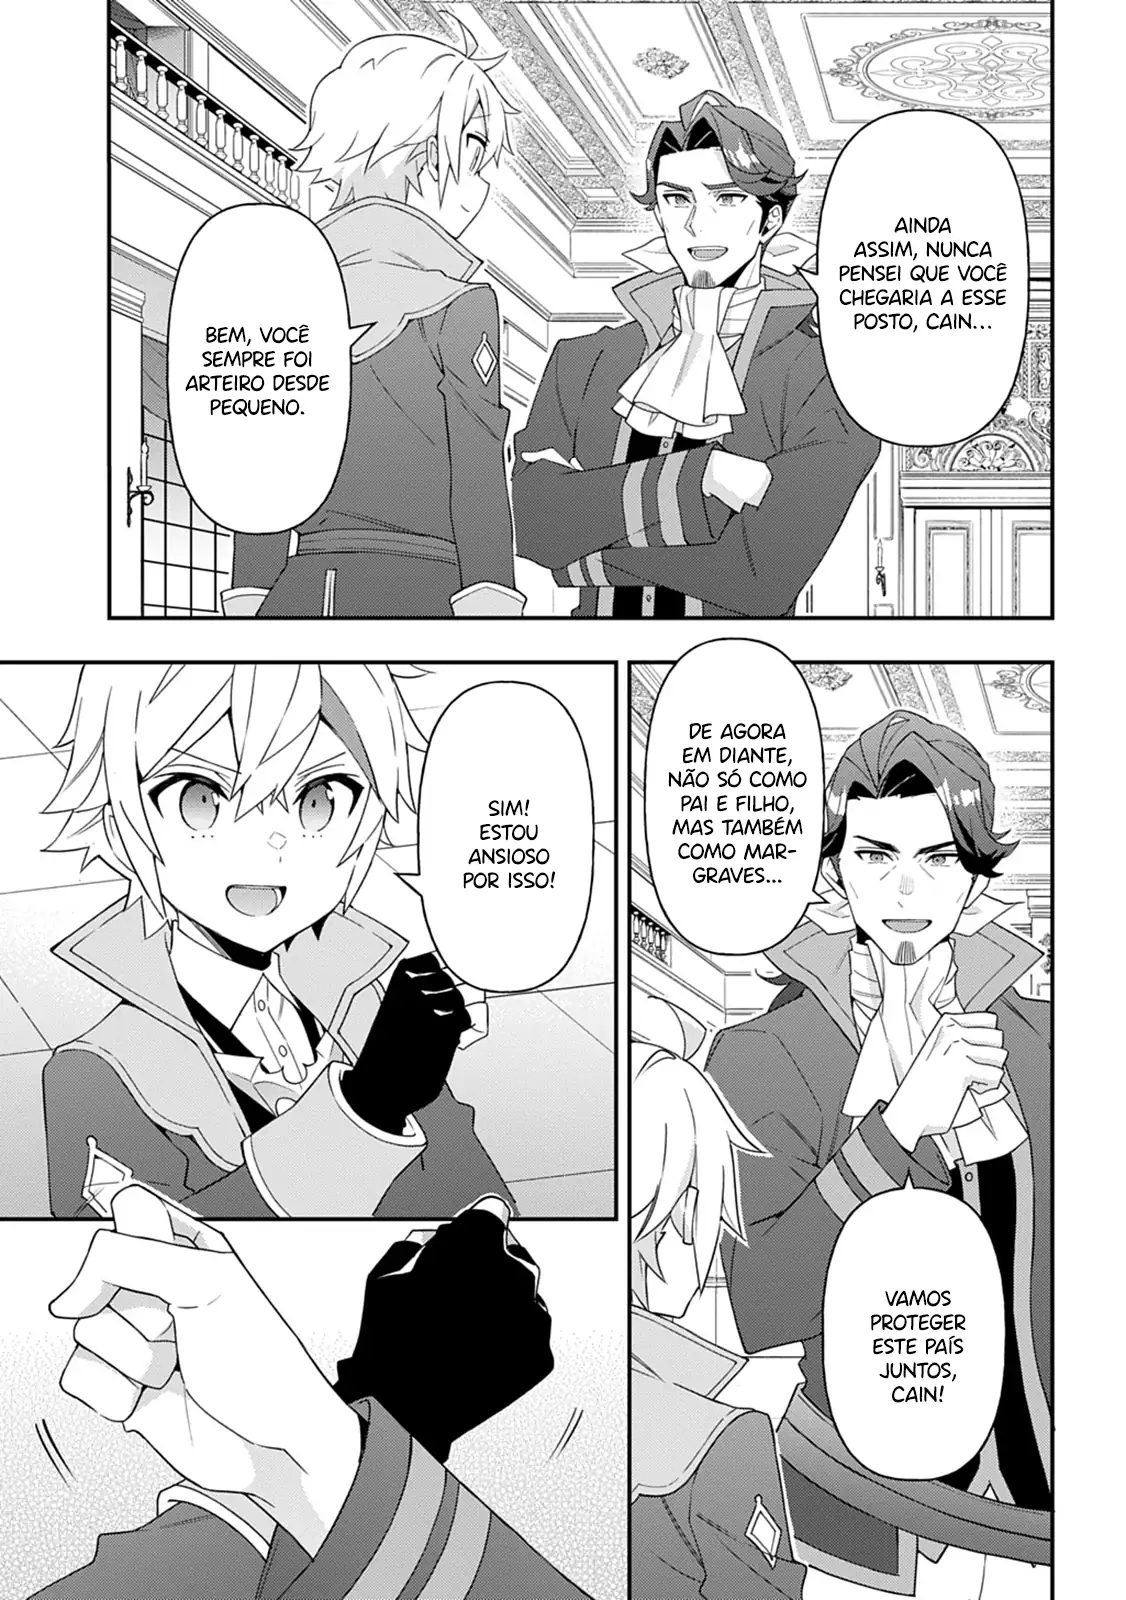 AINDA
ASSIM, NUNCA
PENSEI QUE VOCÊ
CHEGARIA A ESSE
POSTO, CAIN...
BEM, VOCÊ
SEMPRE FOI
ARTEIRO DESDE
PEQUENO.
DE AGORA
EM DIANTE,
NÃO SÓ COMO
PAI E FILHO,
MAS TAMBÉM
COMO MAR-
GRAVES...
VAMOS
PROTEGER
ESTE PAÍS
JUNTOS,
CAIN!
SIM!
ESTOU
ANSIOSO
POR ISSO!